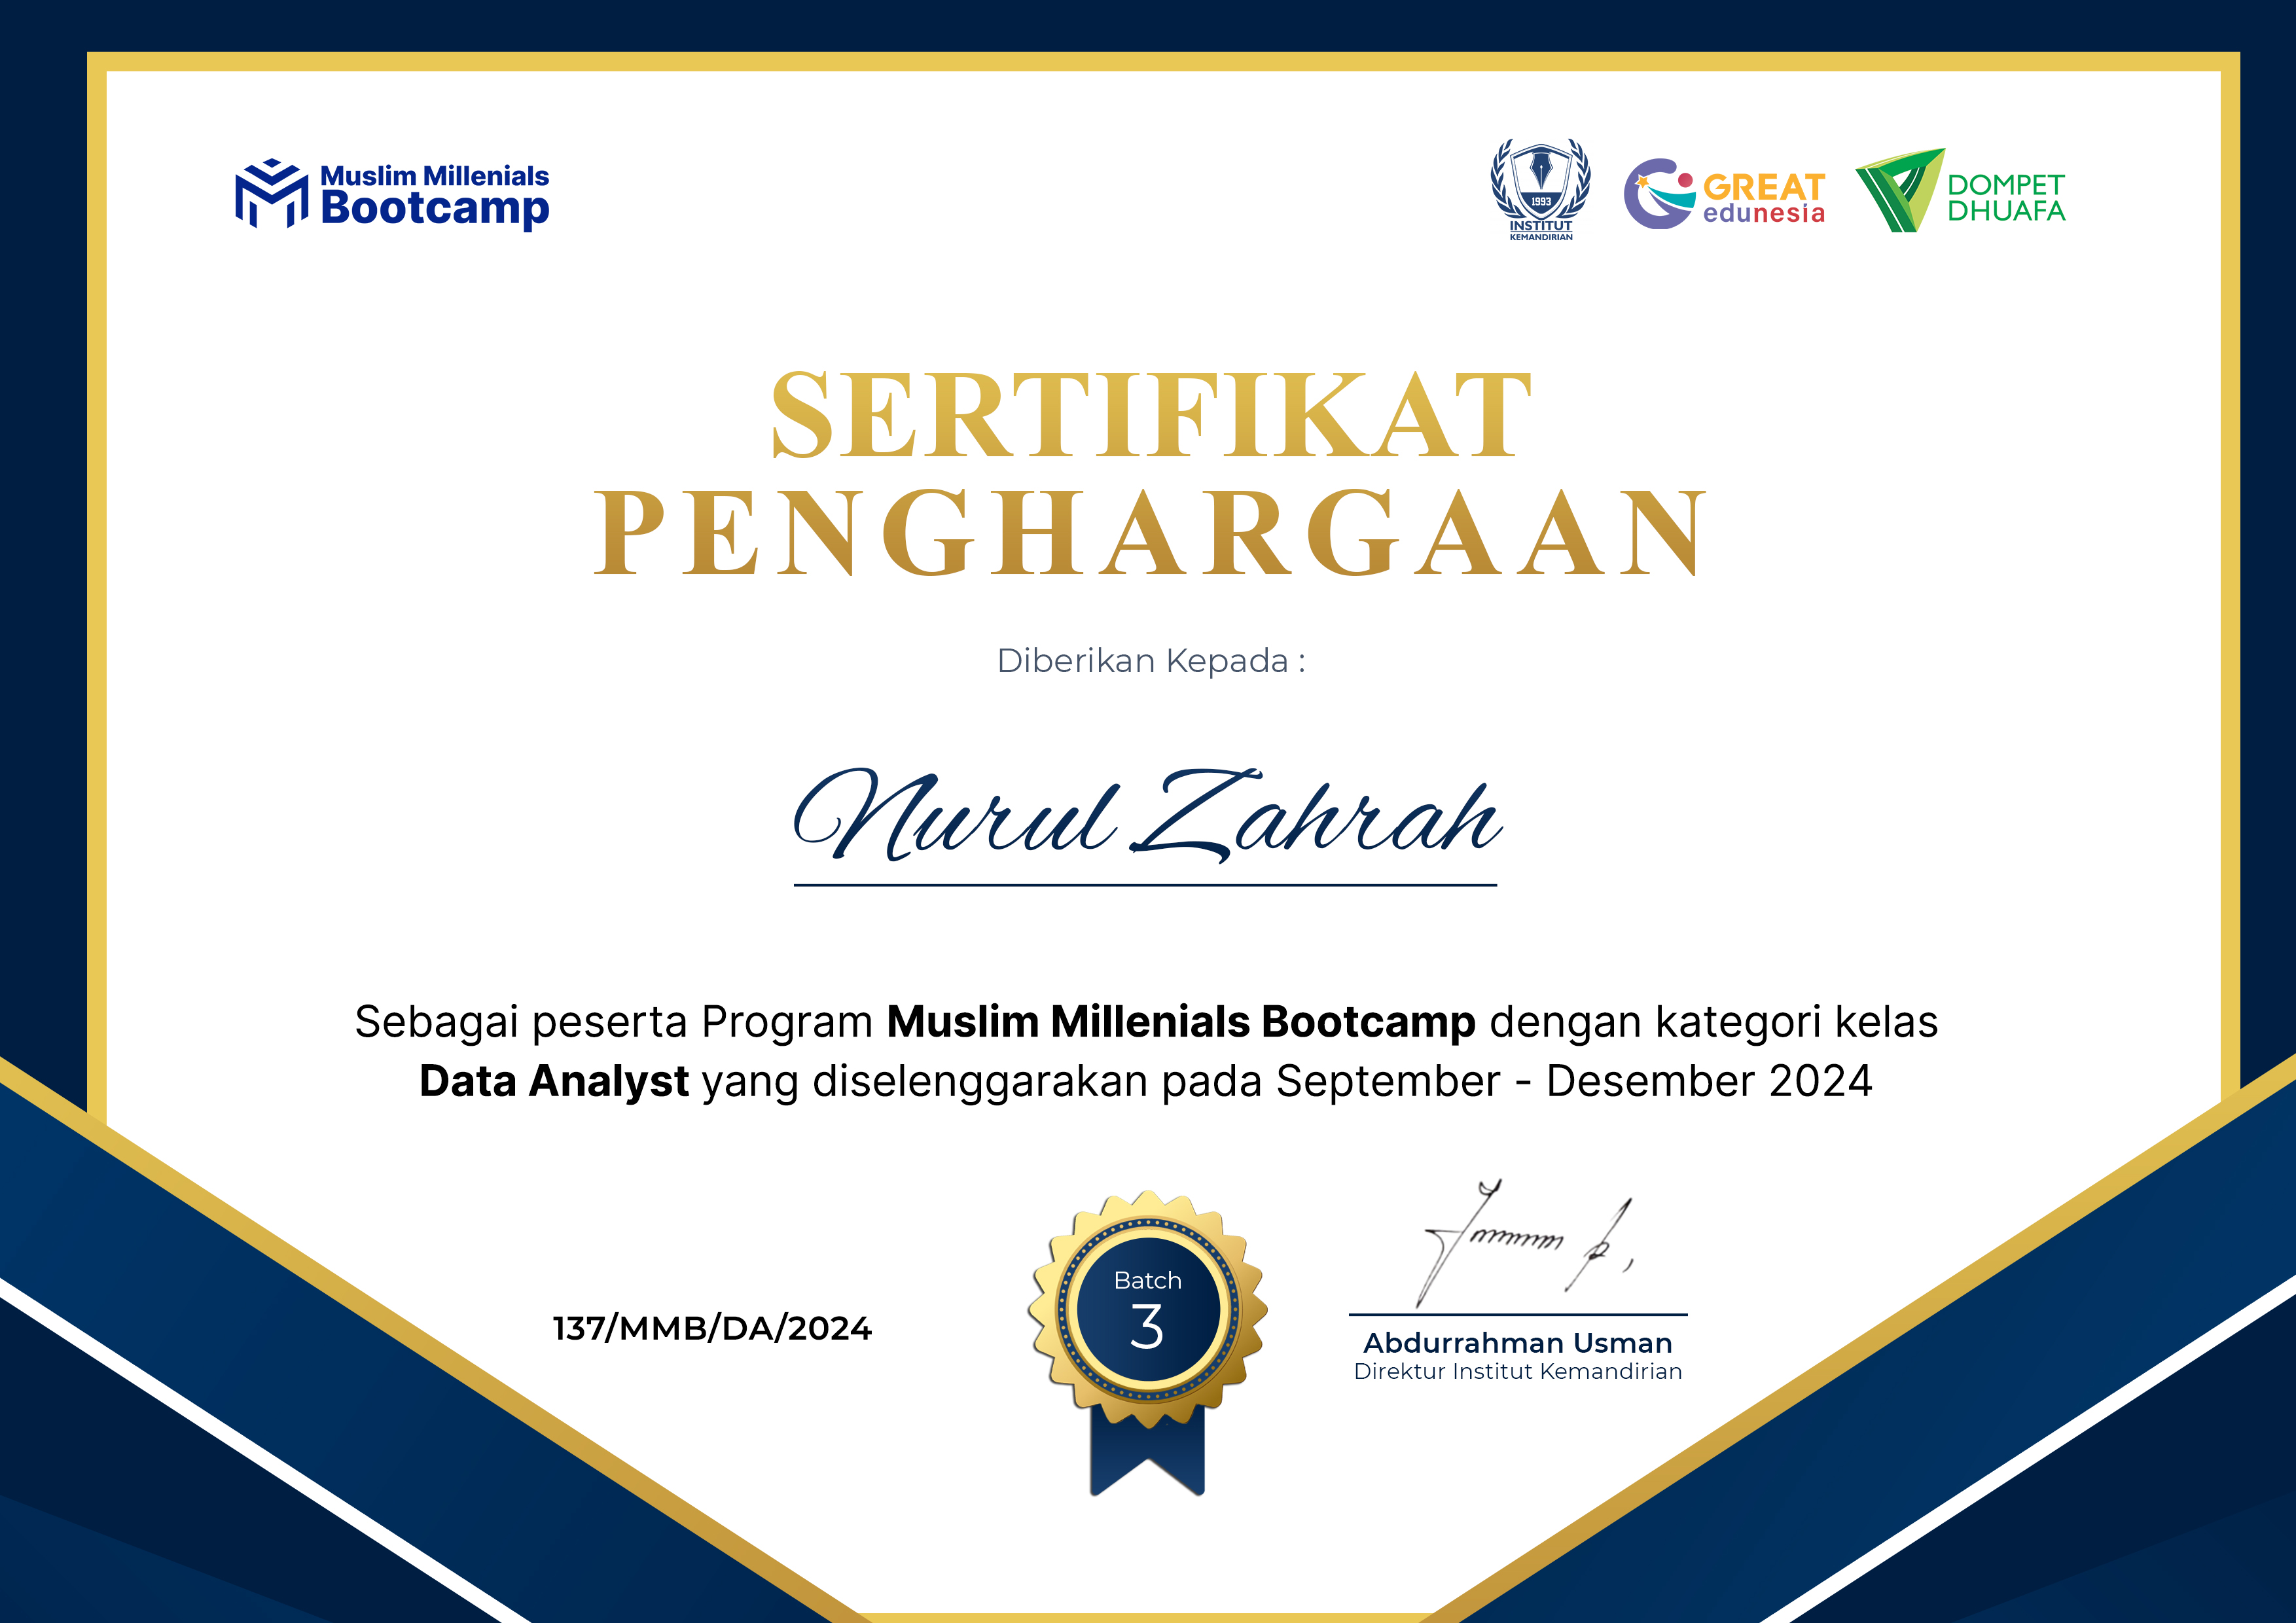 Muslim Millenials
Bootcamp
1993
INSTITUT
KEMANDIRIAN
GREAT
edunesia
DOMPET
DHUAFA
SERTIFIKAT
PENGHARGAAN
Diberikan Kepada :
Nurul Zahrah
Sebagai peserta Program Muslim Millenials Bootcamp dengan kategori kelas
Data Analyst yang diselenggarakan pada September - Desember 2024
137/MMB/DA/2024
Batch
3
Abdurrahman Usman
Direktur Institut Kemandirian